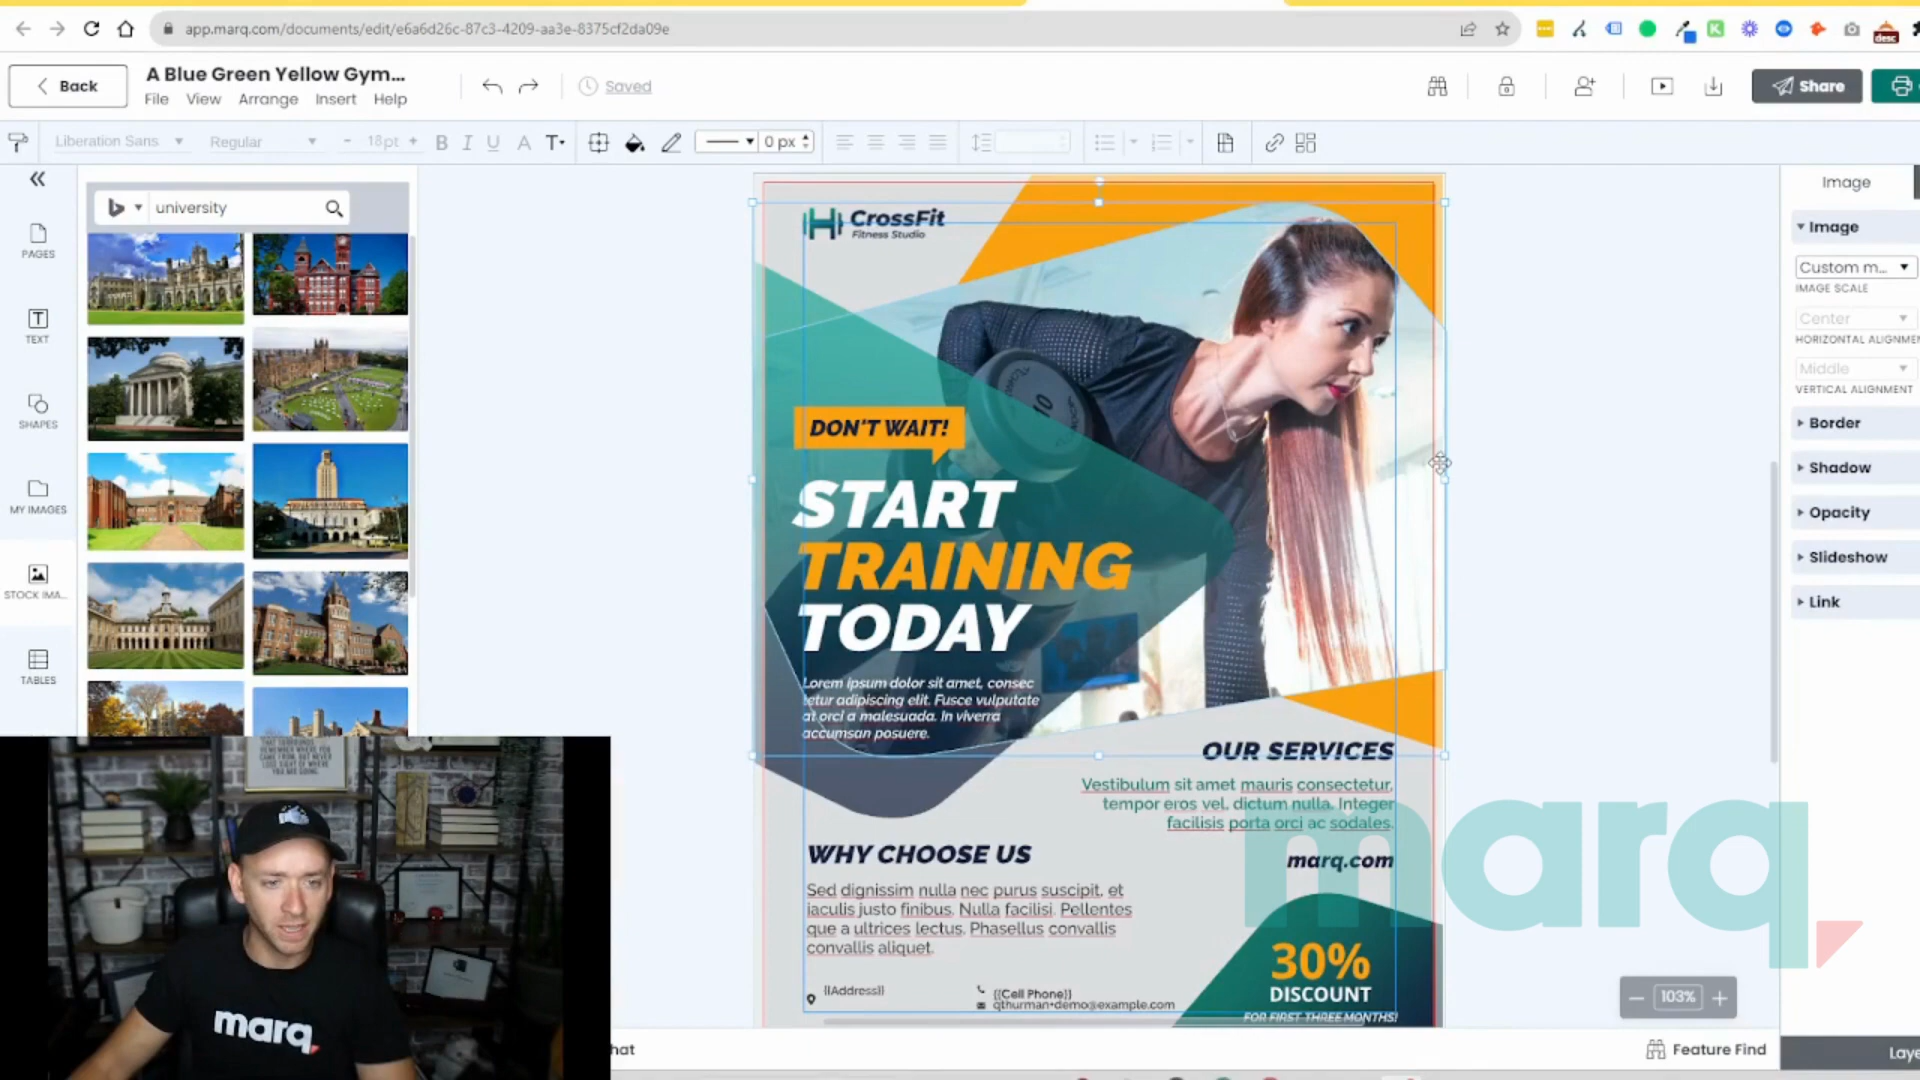 app.marq.com/documents/edit/e6a6d26c-87c3-4209-aa3e-8375cf2da09e
desc
Back
A Blue Green Yellow Gym...
File View Arrange Insert Help
Saved
Share
Liberation Sans
Regular
- 18pt +
B I U A T
0 px
PAGES
TEXT
SHAPES
MY IMAGES
STOCK IMA...
TABLES
university
CrossFit
Fitness Studio
10
DON'T WAIT!
START
TRAINING
TODAY
Lorem ipsum dolor sit amet, consec
tetur adipiscing elit. Fusce vulputate
at orci a malesuada. In viverra
accumsan posuere.
OUR SERVICES
Vestibulum sit amet mauris consectetur,
tempor eros vel, dictum nulla. Integer
facilisis porta orci ac sodales.
marq.com
WHY CHOOSE US
Sed dignissim nulla nec purus suscipit, et
iaculis justo finibus. Nulla facilisi. Pellentes
que a ultrices lectus. Phasellus convallis
convallis aliquet.
{{Address}}
{{Cell Phone}}
qthurman+demo@example.com
30%
DISCOUNT
FOR FIRST THREE MONTHS!
Image
Image
Custom m...
IMAGE SCALE
Center
HORIZONTAL ALIGNME
Middle
VERTICAL ALIGNMENT
Border
Shadow
Opacity
Slideshow
Link
marq
103%
hat
Feature Find
Laye
marq